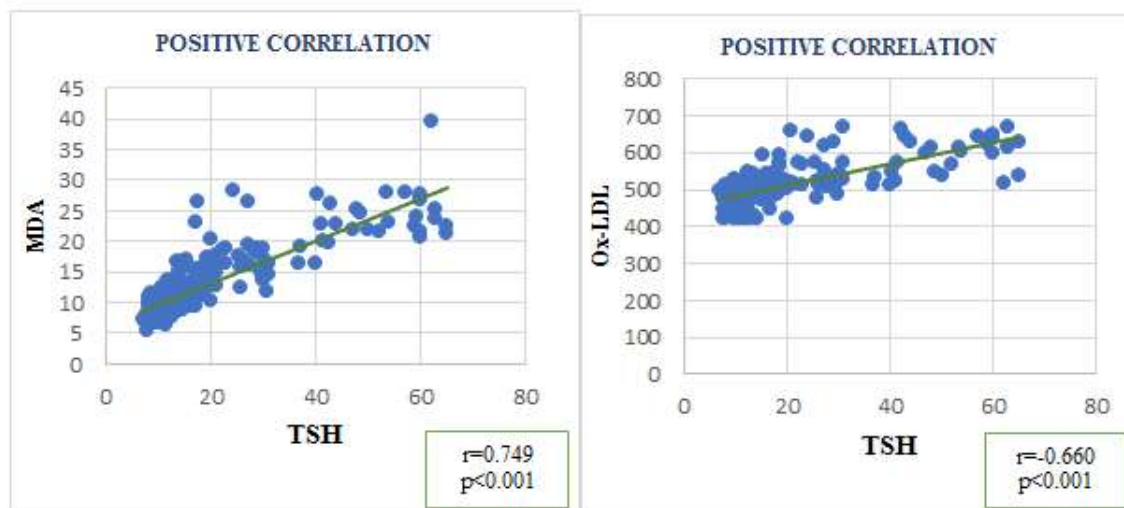 POSITIVE CORRELATION
MDA
45
40
35
30
25
20
15
10
5
0
0 20 40 60 80
TSH
r=0.749
p<0.001
POSITIVE CORRELATION
Ox-LDL
800
700
600
500
400
300
200
100
0
0 20 40 60 80
TSH
r=-0.660
p<0.001